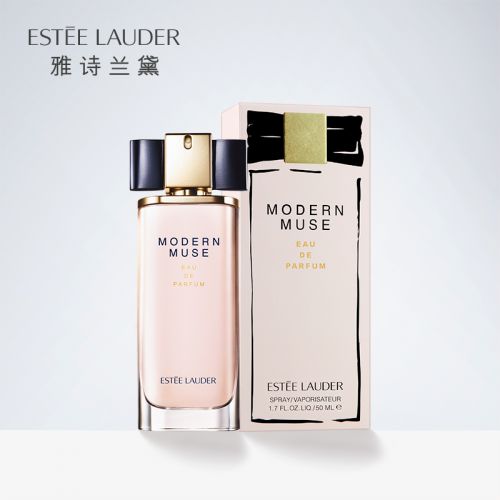 ESTĒE LAUDER
雅诗兰黛
MODERN
MUSE
EAU
DE
PARFUM
ESTĒE LAUDER
MODERN
MUSE
EAU
DE
PARFUM
ESTĒE LAUDER
SPRAY/VAPORISATEUR
1.7 FL.OZ.LIQ./50 ML ℮